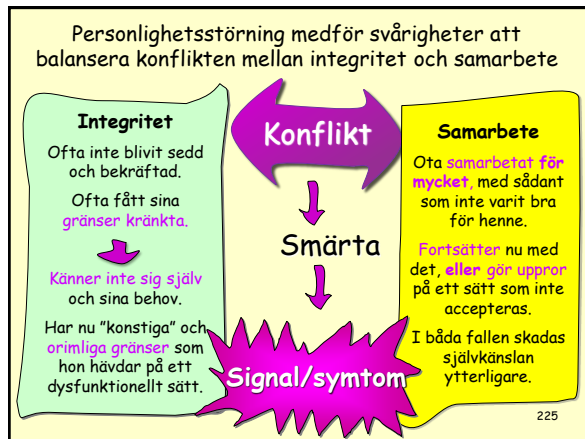 Personlighetsstörning medför svårigheter att
balansera konflikten mellan integritet och samarbete
Integritet
Ofta inte blivit sedd
och bekräftad.
Ofta fått sina
gränser kränkta.
Känner inte sig själv
och sina behov.
Har nu ”konstiga” och
orimliga gränser som
hon hävdar på ett
dysfunktionellt sätt.
Konflikt
Smärta
Signal/symtom
Samarbete
Ota samarbetat för
mycket, med sådant
som inte varit bra
för henne.
Fortsätter nu med
det, eller gör uppror
på ett sätt som inte
accepteras.
I båda fallen skadas
självkänslan
ytterligare.
225